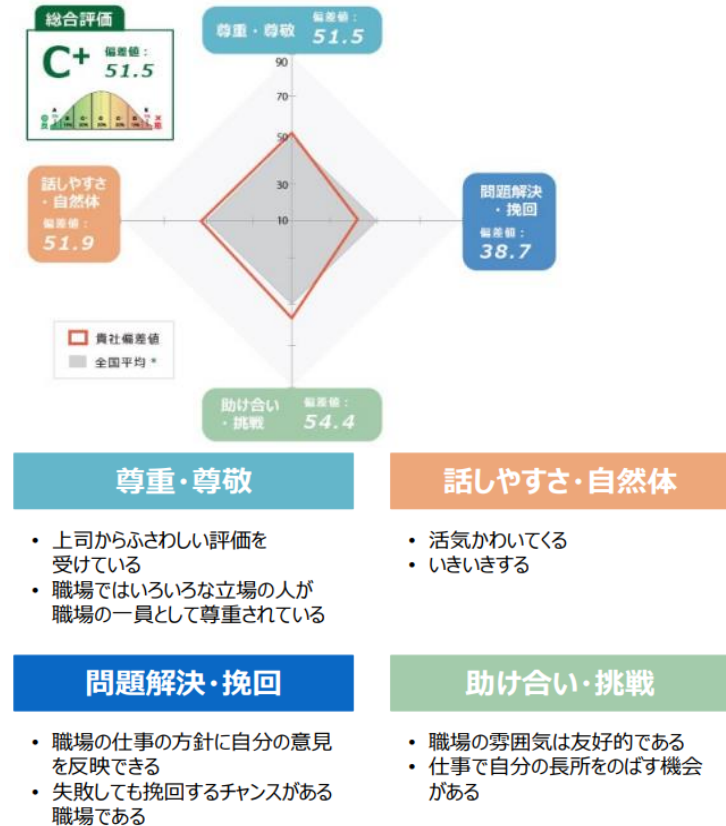 総合評価
C+ 偏差値：
51.5
尊重・尊敬 偏差値：
51.5
90
70
50
30
10
話しやすさ
・自然体
偏差値：
51.9
問題解決
・挽回
偏差値：
38.7
貴社偏差値
全国平均*
助け合い
・挑戦
偏差値：
54.4
尊重・尊敬
• 上司からふさわしい評価を
受けている
• 職場ではいろいろな立場の人が
職場の一員として尊重されている
話しやすさ・自然体
• 活気かわいてくる
• いきいきする
問題解決・挽回
• 職場の仕事の方針に自分の意見
を反映できる
• 失敗しても挽回するチャンスがある
職場である
助け合い・挑戦
• 職場の雰囲気は友好的である
• 仕事で自分の長所をのばす機会
がある